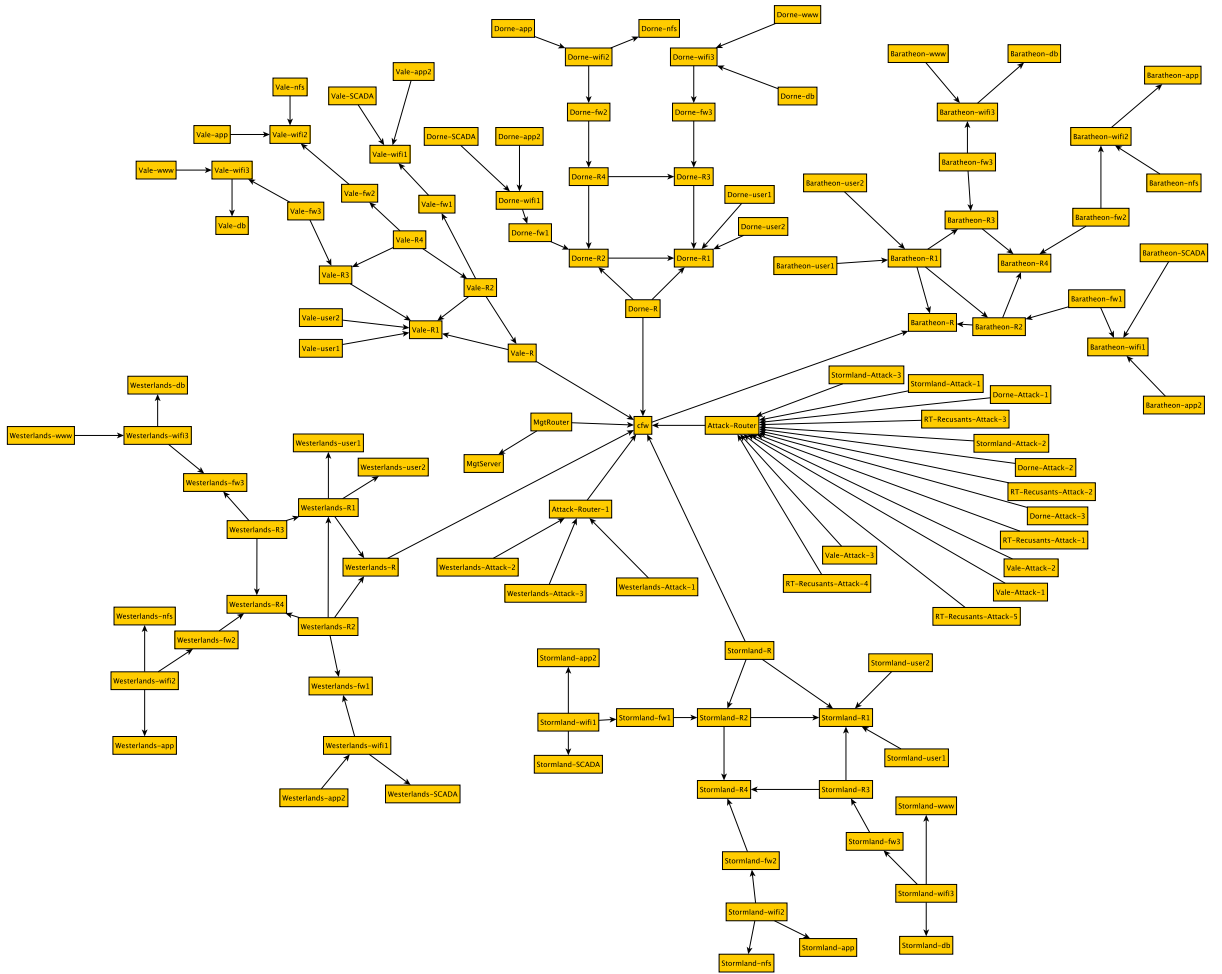 Dorne-www
Dorne-app
Dorne-nfs
Dorne-wifi2
Dorne-wifi3
Baratheon-www
Baratheon-db
Vale-app2
Baratheon-app
Vale-nfs
Vale-SCADA
Dorne-db
Dorne-fw2
Dorne-fw3
Baratheon-wifi3
Vale-app
Vale-wifi2
Dorne-SCADA
Dorne-app2
Baratheon-wifi2
Vale-wifi1
Vale-www
Vale-wifi3
Baratheon-fw3
Dorne-R4
Dorne-R3
Baratheon-user2
Baratheon-nfs
Vale-fw2
Dorne-wifi1
Dorne-user1
Vale-fw1
Vale-fw3
Baratheon-R3
Baratheon-fw2
Vale-db
Dorne-fw1
Dorne-user2
Vale-R4
Baratheon-SCADA
Dorne-R2
Dorne-R1
Baratheon-R1
Baratheon-R4
Baratheon-user1
Vale-R3
Vale-R2
Baratheon-fw1
Dorne-R
Vale-user2
Vale-R1
Baratheon-R
Baratheon-R2
Vale-user1
Vale-R
Baratheon-wifi1
Stormland-Attack-3
Stormland-Attack-1
Westerlands-db
Dorne-Attack-1
Baratheon-app2
RT-Recusants-Attack-3
MgtRouter
cfw
Attack-Router
Westerlands-www
Westerlands-wifi3
Westerlands-user1
Stormland-Attack-2
MgtServer
Westerlands-user2
Dorne-Attack-2
Westerlands-fw3
RT-Recusants-Attack-2
Westerlands-R1
Attack-Router-1
Dorne-Attack-3
Westerlands-R3
RT-Recusants-Attack-1
Vale-Attack-3
Westerlands-R
Westerlands-Attack-2
Vale-Attack-2
RT-Recusants-Attack-4
Westerlands-Attack-1
Westerlands-Attack-3
Vale-Attack-1
Westerlands-R4
Westerlands-nfs
RT-Recusants-Attack-5
Westerlands-R2
Westerlands-fw2
Stormland-R
Stormland-app2
Stormland-user2
Westerlands-wifi2
Westerlands-fw1
Stormland-wifi1
Stormland-fw1
Stormland-R2
Stormland-R1
Westerlands-app
Westerlands-wifi1
Stormland-SCADA
Stormland-user1
Stormland-R4
Stormland-R3
Westerlands-app2
Westerlands-SCADA
Stormland-www
Stormland-fw3
Stormland-fw2
Stormland-wifi3
Stormland-wifi2
Stormland-app
Stormland-db
Stormland-nfs